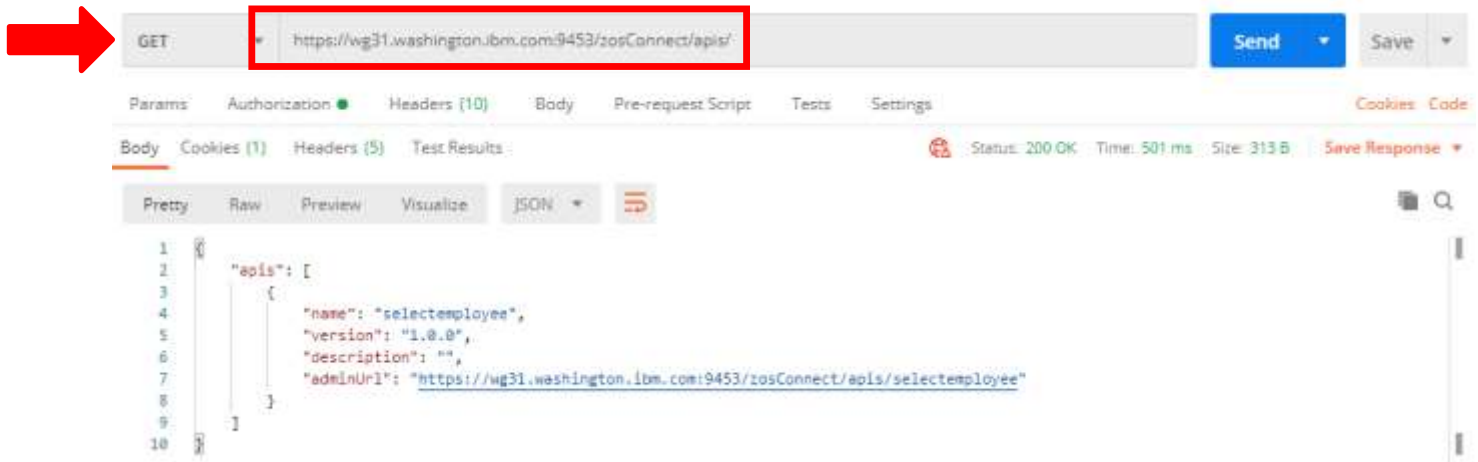 GET https://wg31.washington.ibm.com:9453/zosConnect/apis/ Send Save
Params Authorization Headers (10) Body Pre-request Script Tests Settings Cookies Code
Body Cookies (1) Headers (5) Test Results Status: 200 OK Time: 501 ms Size: 313 B Save Response
Pretty Raw Preview Visualize JSON
1 {
2 "apis": [
3 {
4 "name": "selectemployee",
5 "version": "1.0.0",
6 "description": "",
7 "adminUrl": "https://wg31.washington.ibm.com:9453/zosConnect/apis/selectemployee"
8 }
9 ]
10 }